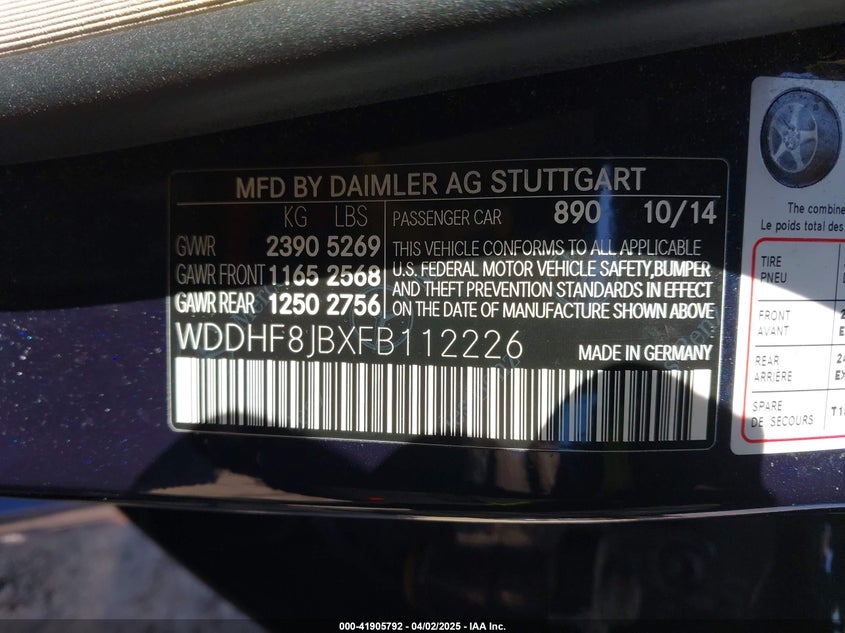 MFD BY DAIMLER AG STUTTGART
KG LBS
GVWR 2390 5269
GAWR FRONT 1165 2568
GAWR REAR 1250 2756
PASSENGER CAR 890 10/14
THIS VEHICLE CONFORMS TO ALL APPLICABLE
U.S. FEDERAL MOTOR VEHICLE SAFETY,BUMPER
AND THEFT PREVENTION STANDARDS IN EFFECT
ON THE DATE OF MANUFACTURE SHOWN ABOVE
WDDHF8JBXFB112226 MADE IN GERMANY
The combine
Le poids total des
TIRE
PNEU
FRONT
AVANT
REAR
ARRIÈRE
SPARE
DE SECOURS
000-41905792 - 04/02/2025 - IAA Inc.